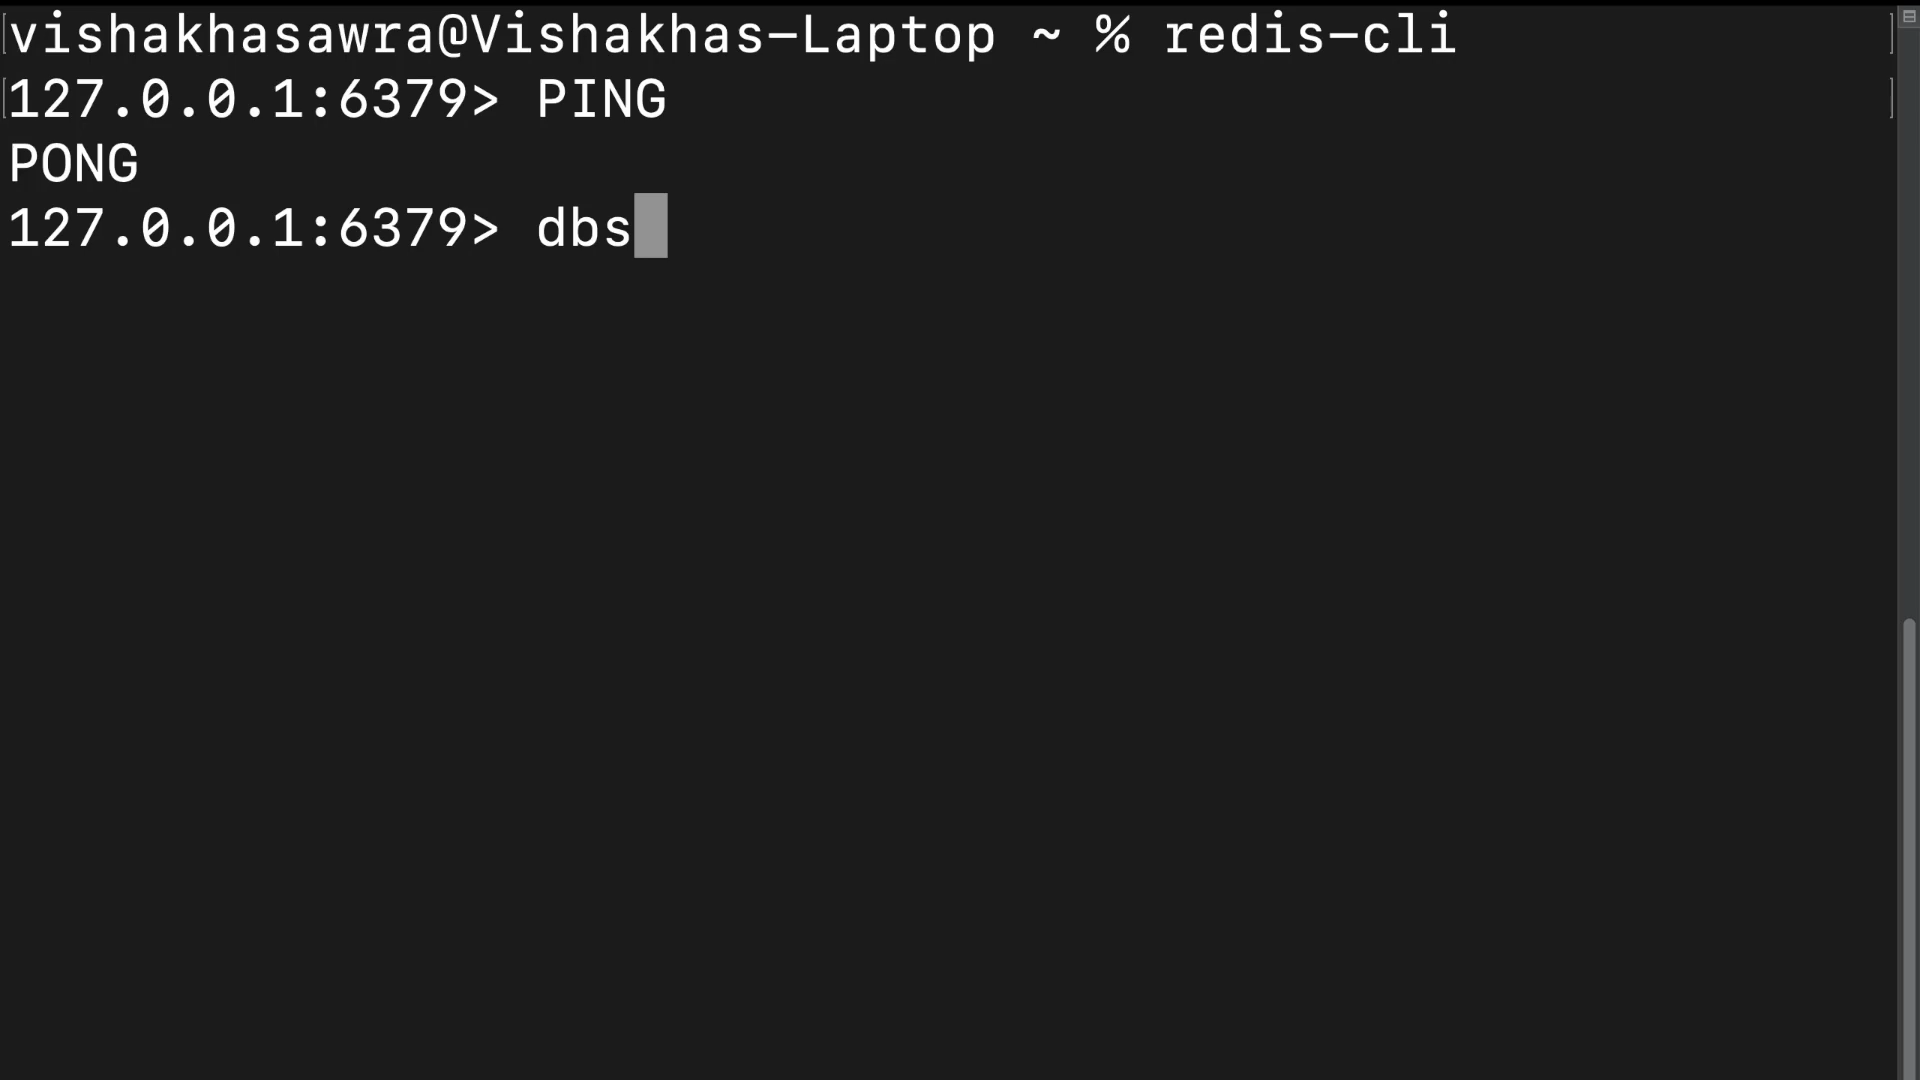 vishakhasawra@Vishakhas-Laptop ~ % redis-cli
127.0.0.1:6379> PING
PONG
127.0.0.1:6379> dbs